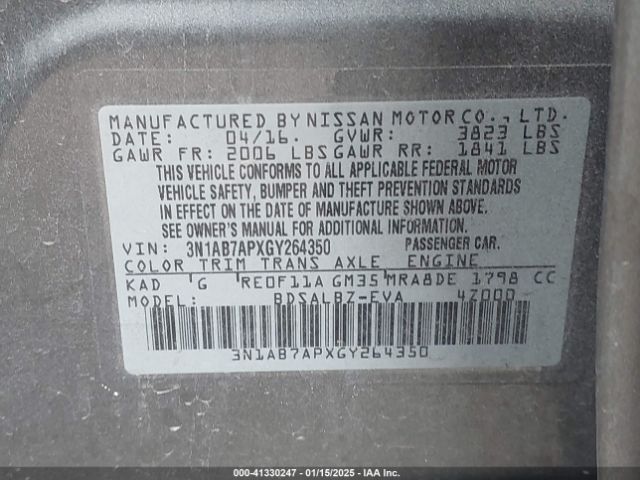 MANUFACTURED BY NISSAN MOTOR CO., LTD.
DATE: 04/16 GVWR: 3823 LBS
GAWR FR: 2006 LBS GAWR RR: 1841 LBS
THIS VEHICLE CONFORMS TO ALL APPLICABLE FEDERAL MOTOR
VEHICLE SAFETY, BUMPER AND THEFT PREVENTION STANDARDS
IN EFFECT ON THE DATE OF MANUFACTURE SHOWN ABOVE.
SEE OWNER'S MANUAL FOR ADDITIONAL INFORMATION.
VIN: 3N1AB7APXGY264350 PASSENGER CAR.
COLOR TRIM TRANS AXLE ENGINE
KAD G RE0F11A GM35 MRA8DE 1798 CC
MODEL: BDSALBZ-EVA 4Z000
3N1AB7APXGY264350
000-41330247 - 01/15/2025 - IAA Inc.